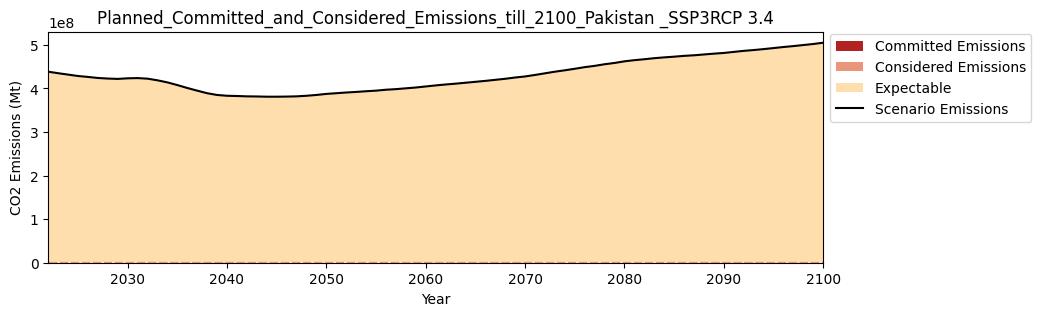 Planned_Committed_and_Considered_Emissions_till_2100_Pakistan _SSP3RCP 3.4
1e8
5
4
3
2
1
0
CO2 Emissions (Mt)
2030 2040 2050 2060 2070 2080 2090 2100
Year
Committed Emissions
Considered Emissions
Expectable
Scenario Emissions